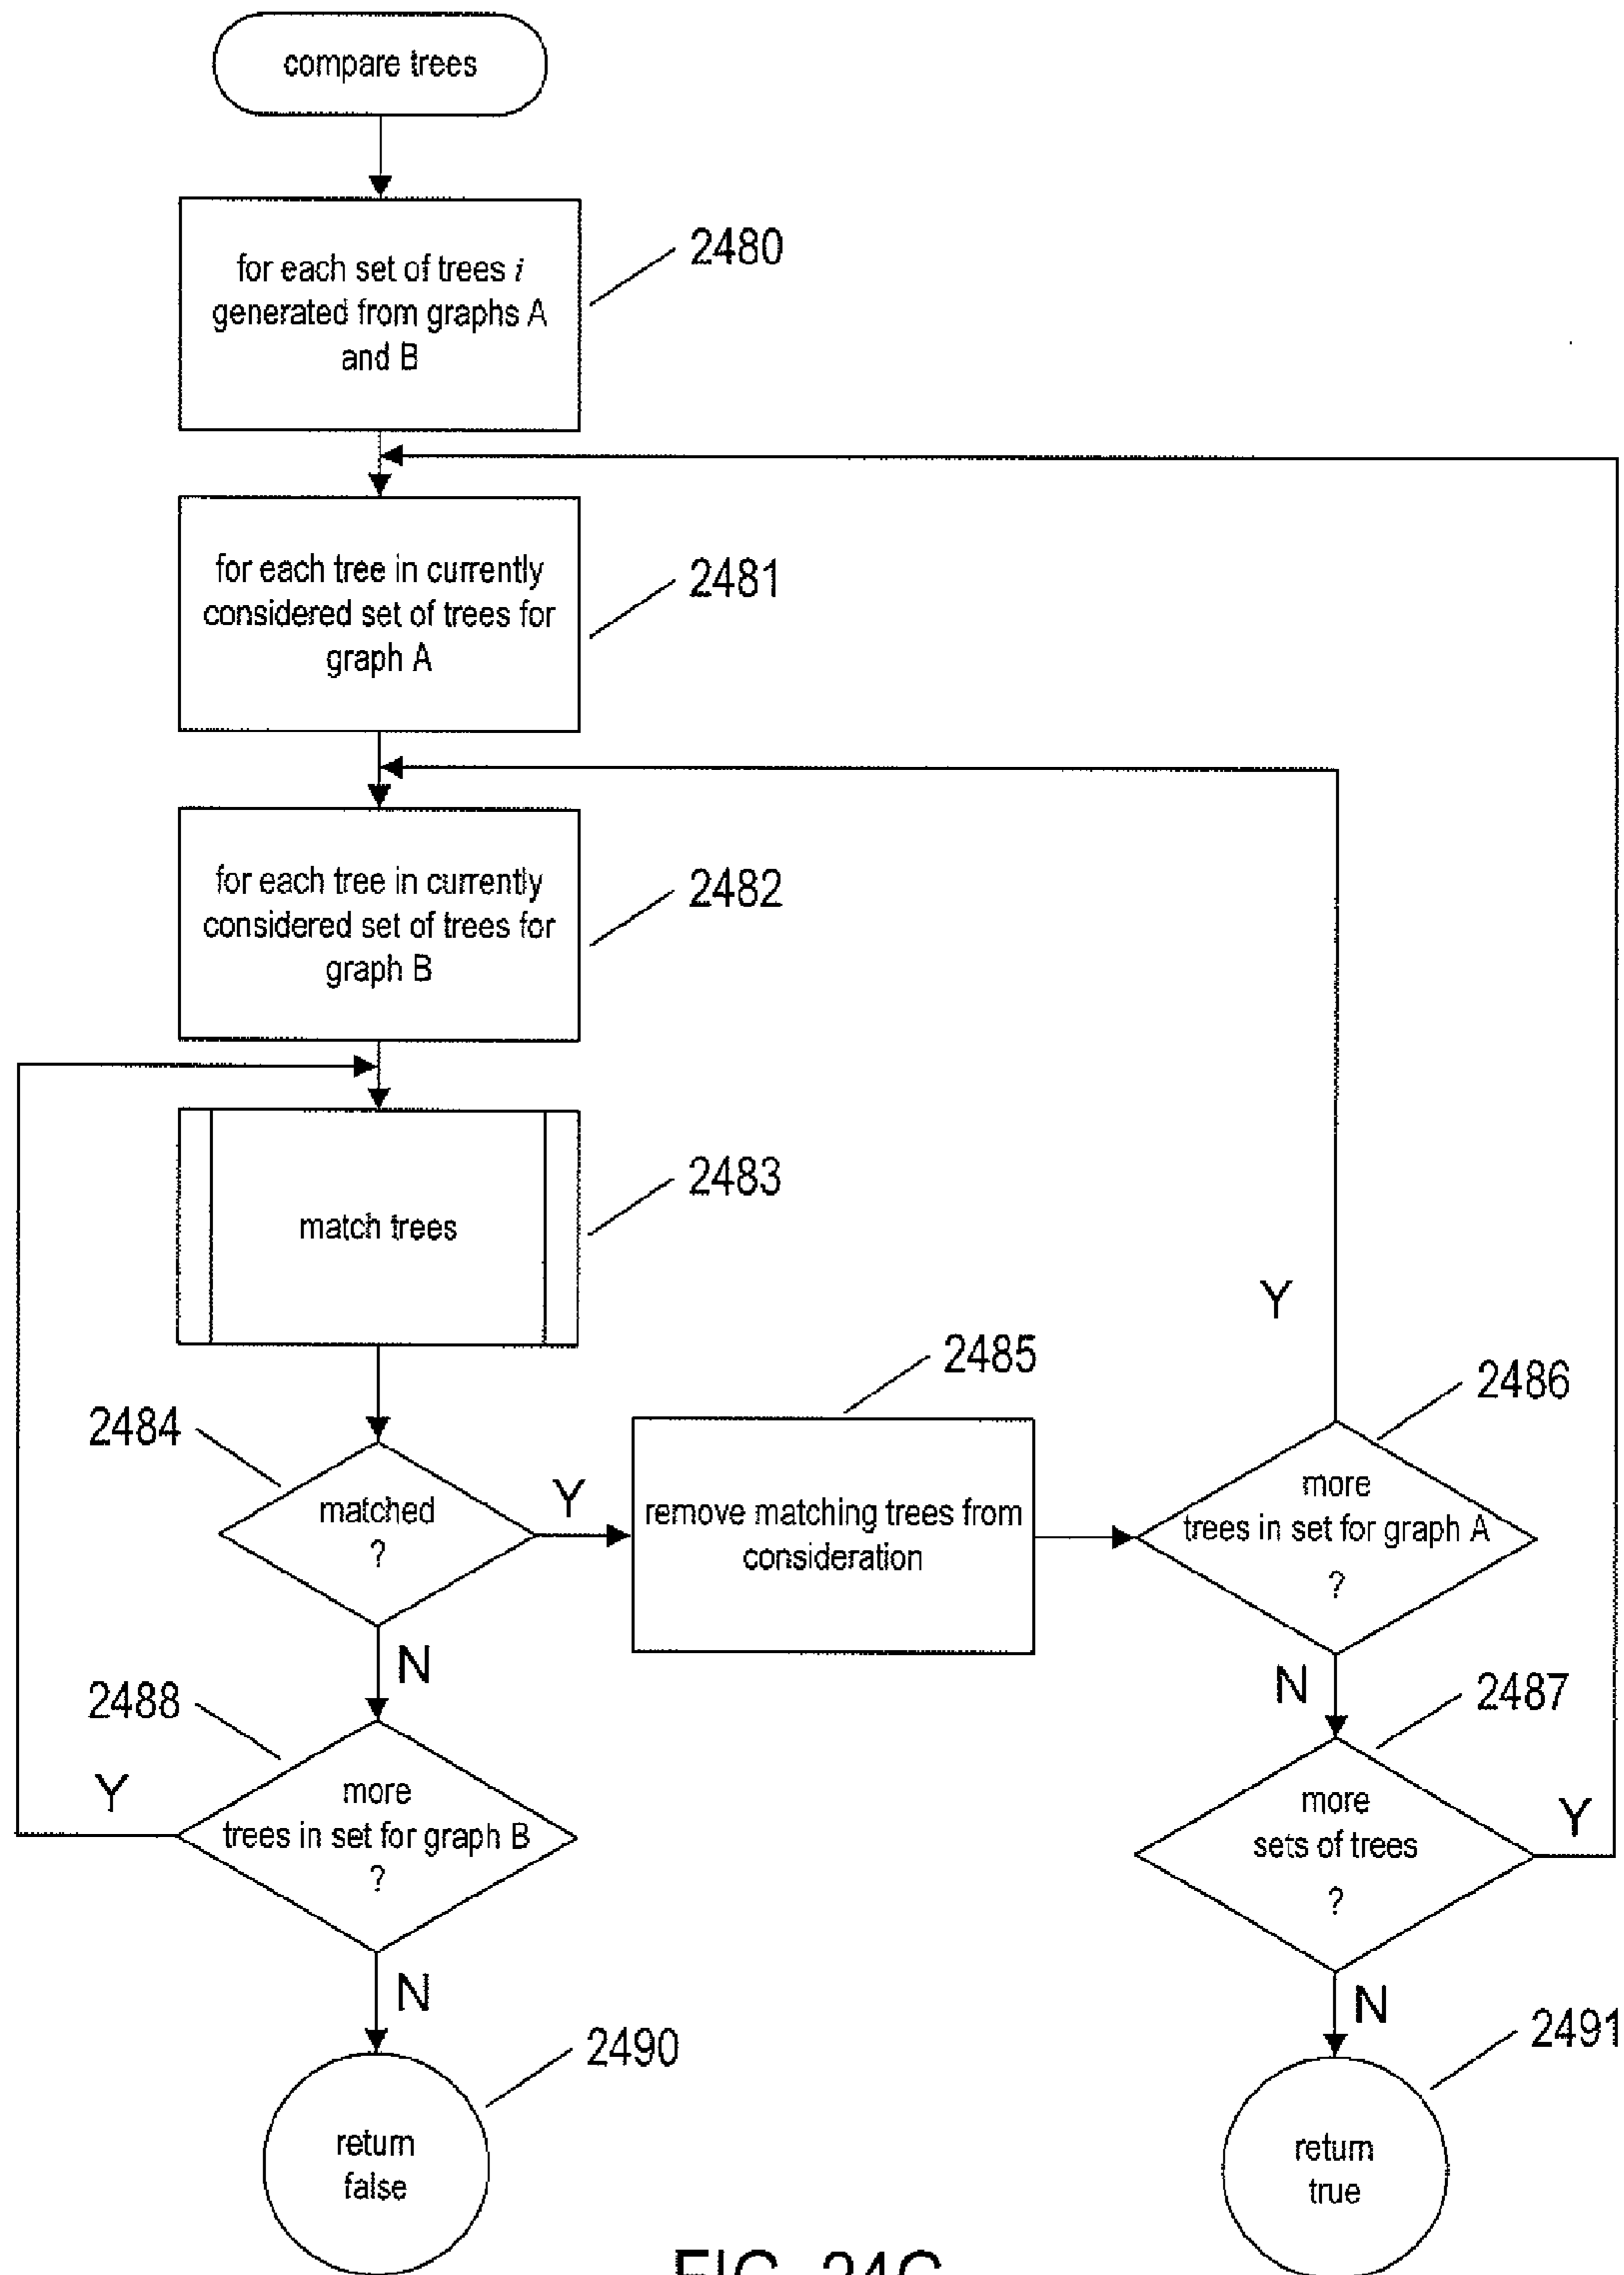 compare trees
for each set of trees i
generated from graphs A
and B
2480
for each tree in currently
considered set of trees for
graph A
2481
for each tree in currently
considered set of trees for
graph B
2482
match trees
2483
2484
matched
?
Y
N
2485
remove matching trees from
consideration
2486
more
trees in set for graph A
?
Y
N
2488
more
trees in set for graph B
?
Y
N
2487
more
sets of trees
?
Y
N
2490
return
false
2491
return
true
FIG. 24C